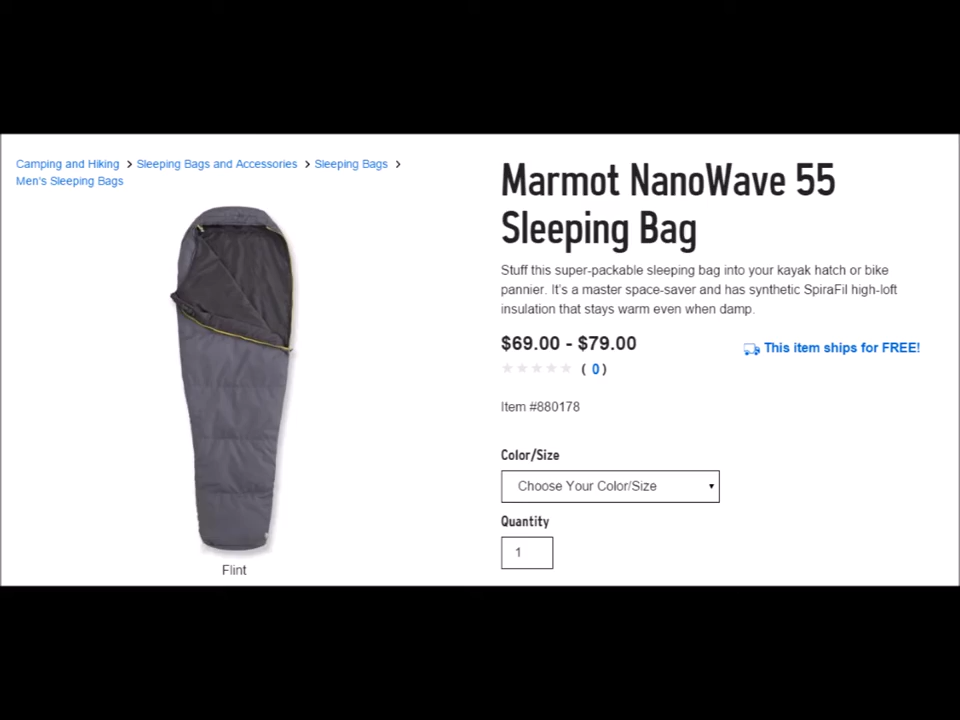 Camping and Hiking > Sleeping Bags and Accessories > Sleeping Bags >
Men's Sleeping Bags
Flint
Marmot NanoWave 55
Sleeping Bag
Stuff this super-packable sleeping bag into your kayak hatch or bike
pannier. It's a master space-saver and has synthetic SpiraFil high-loft
insulation that stays warm even when damp.
$69.00 - $79.00
This item ships for FREE!
( 0 )
Item #880178
Color/Size
Choose Your Color/Size
Quantity
1